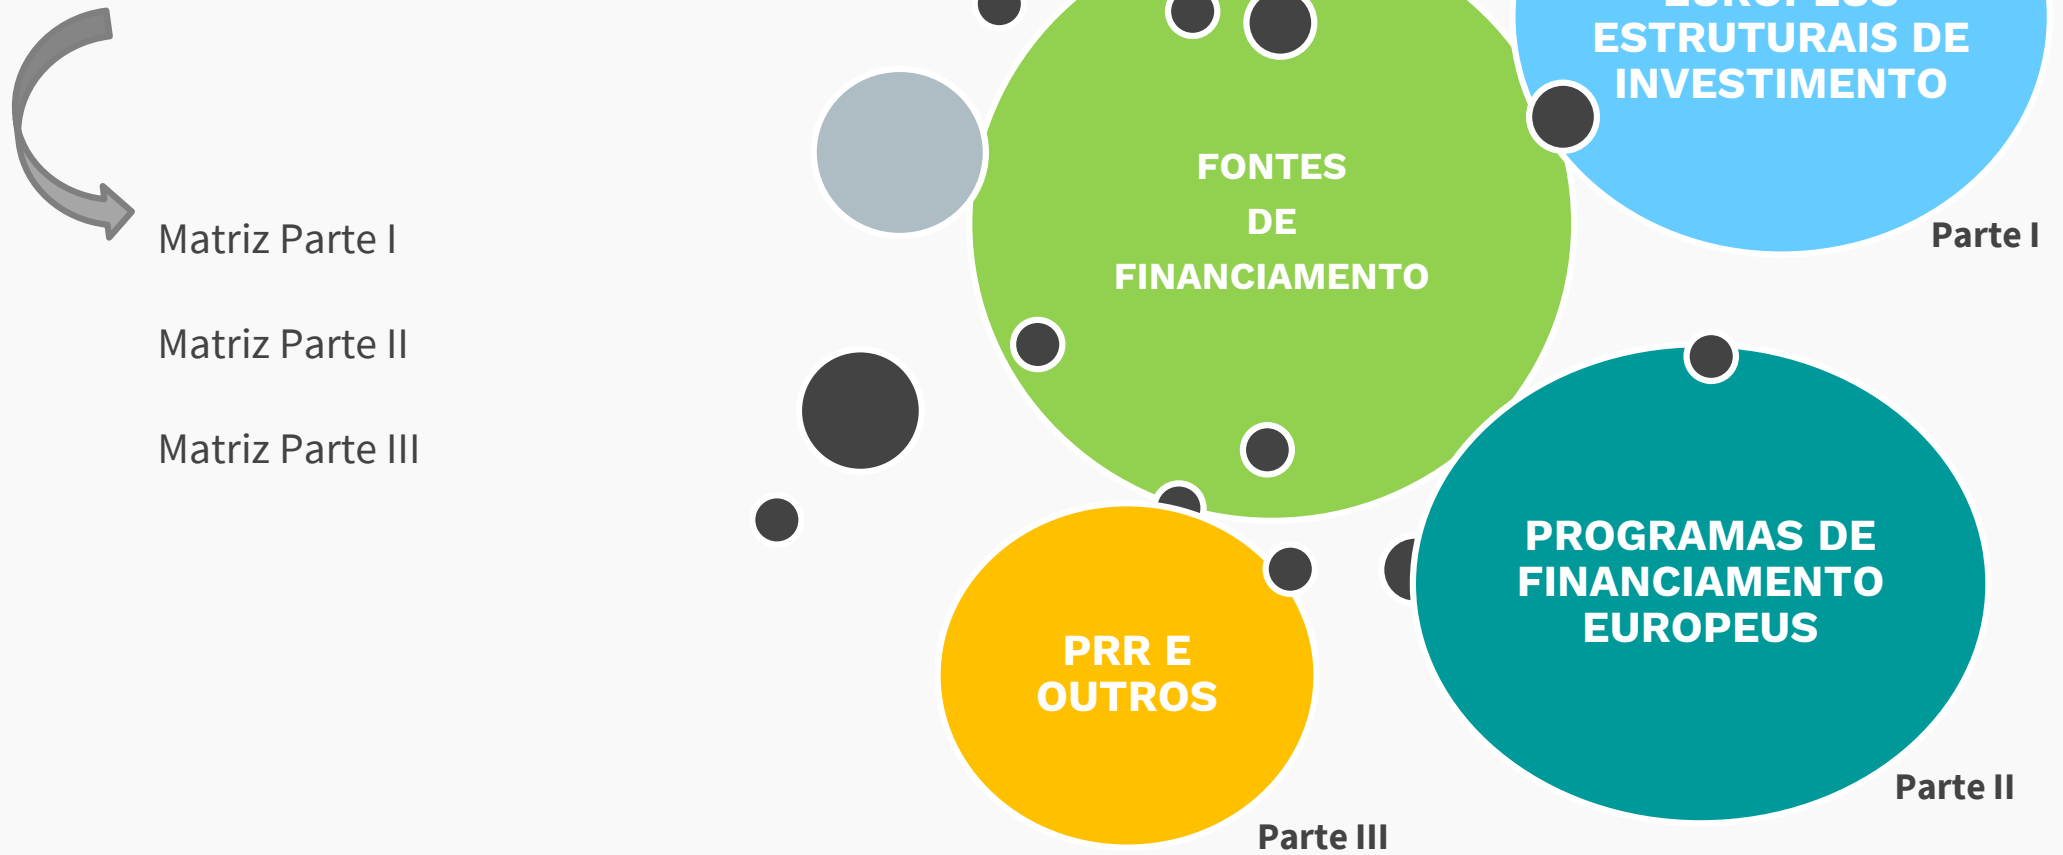 Matriz Parte I
Matriz Parte II
Matriz Parte III
FONTES
DE
FINANCIAMENTO
EUROPEUS
ESTRUTURAIS DE
INVESTIMENTO
Parte I
PROGRAMAS DE
FINANCIAMENTO
EUROPEUS
Parte II
PRR E
OUTROS
Parte III